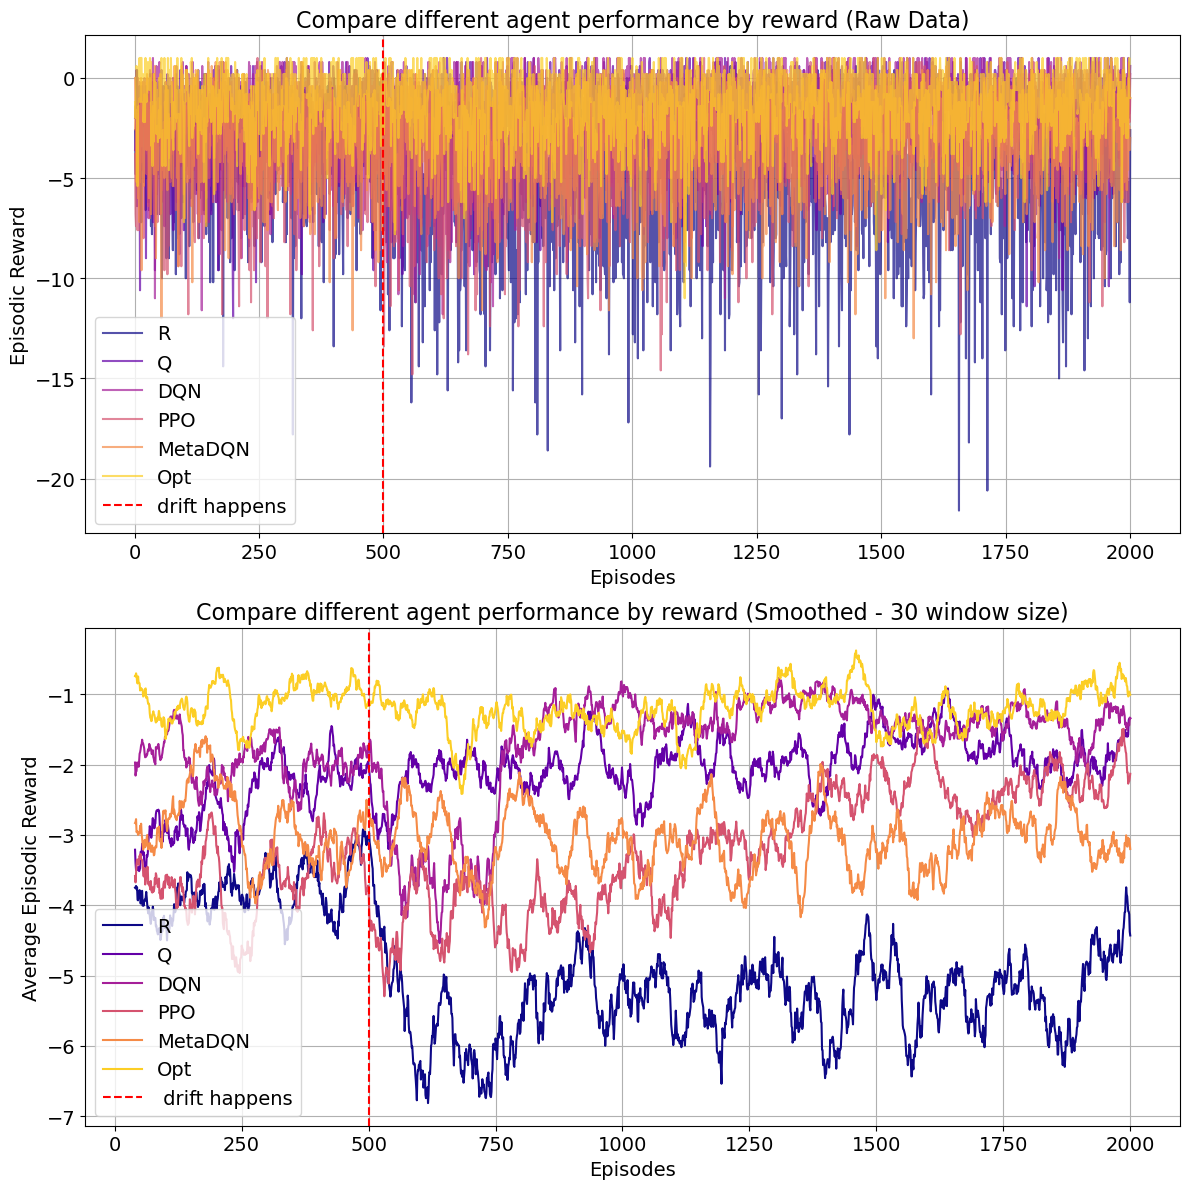 Compare different agent performance by reward (Raw Data)
0
−5
−10
−15
−20
Episodic Reward
R
Q
DQN
PPO
MetaDQN
Opt
drift happens
0 250 500 750 1000 1250 1500 1750 2000
Episodes
Compare different agent performance by reward (Smoothed - 30 window size)
−1
−2
−3
−4
−5
−6
−7
Average Episodic Reward
R
Q
DQN
PPO
MetaDQN
Opt
drift happens
0 250 500 750 1000 1250 1500 1750 2000
Episodes